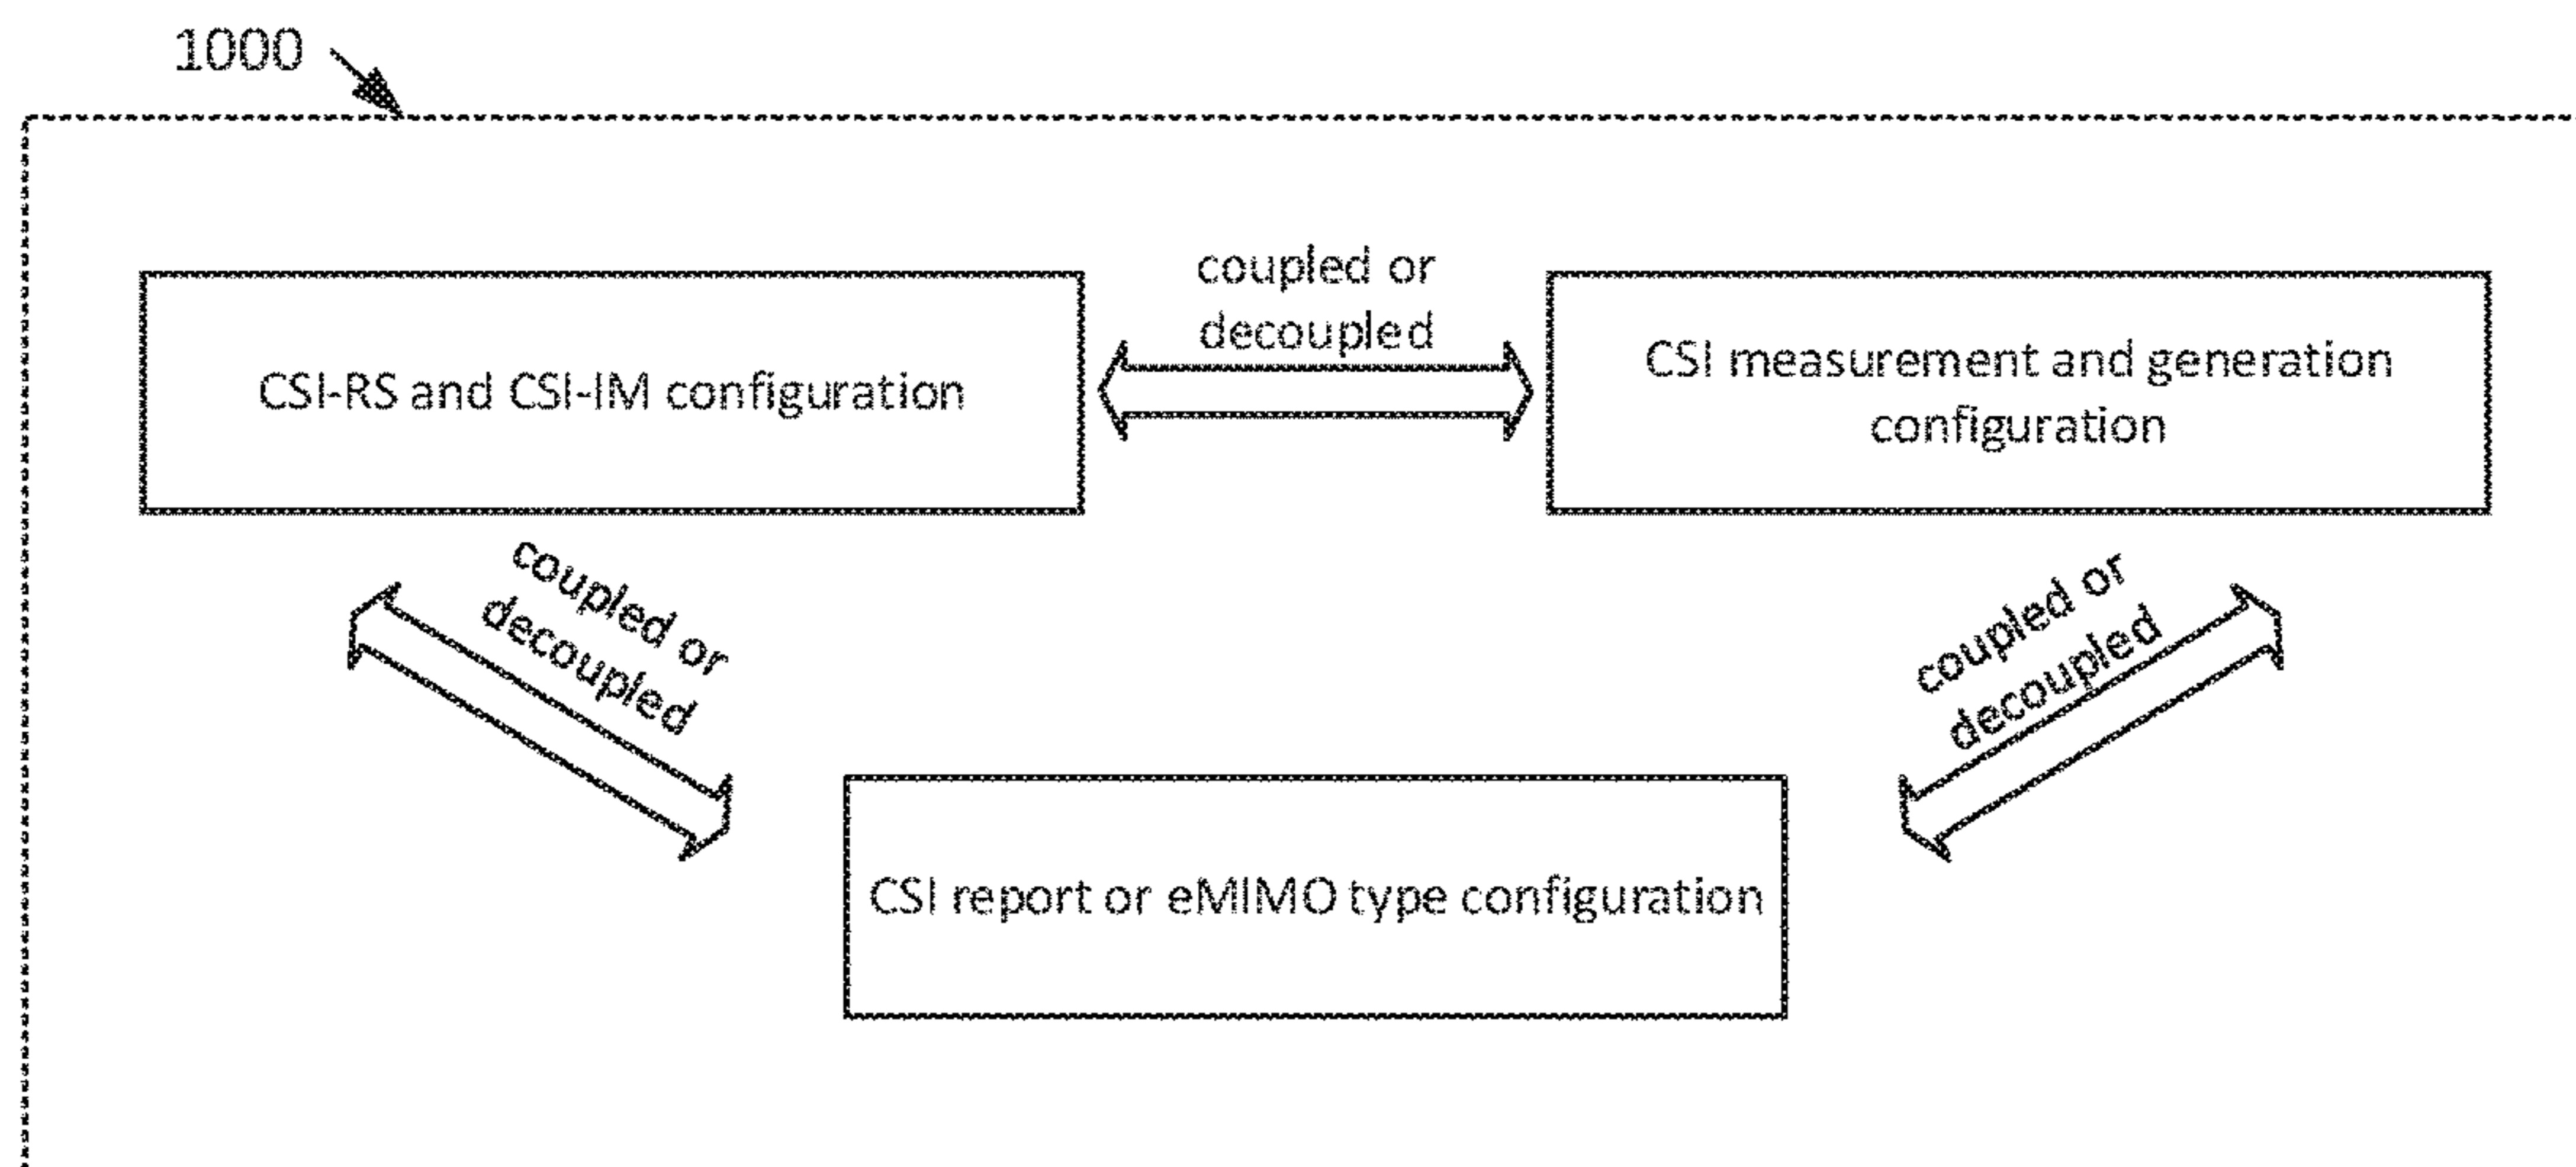 1000
coupled or
decoupled
CSI-RS and CSI-IM configuration
CSI measurement and generation
configuration
coupled or
decoupled
coupled or
decoupled
CSI report or eMIMO type configuration